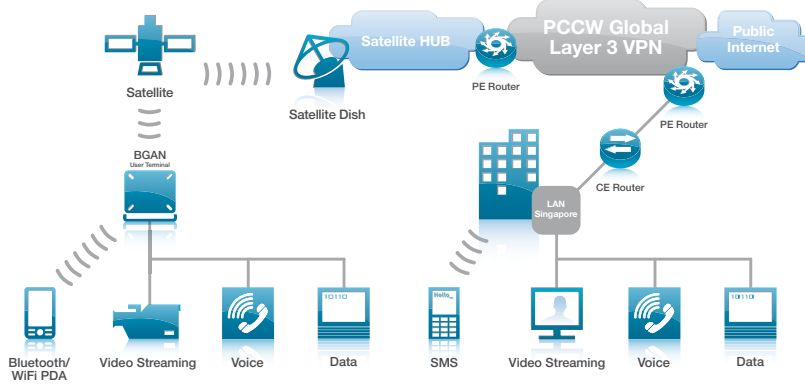 Satellite HUB
PCCW Global
Layer 3 VPN
Public
Internet
PE Router
Satellite
Satellite Dish
PE Router
BGAN
User Terminal
CE Router
LAN
Singapore
Hello_
10110
10110
Bluetooth/
WiFi PDA
Video Streaming
Voice
Data
SMS
Video Streaming
Voice
Data